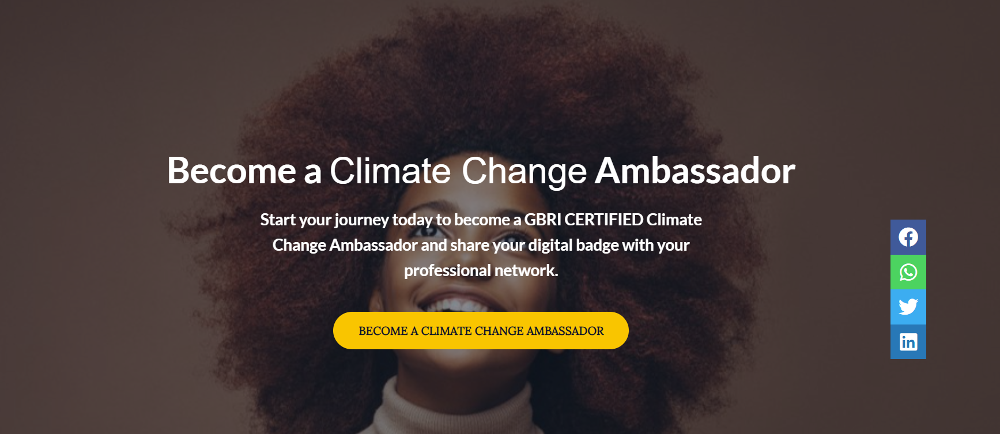 Become a Climate Change Ambassador
Start your journey today to become a GBRI CERTIFIED Climate
Change Ambassador and share your digital badge with your
professional network.
BECOME A CLIMATE CHANGE AMBASSADOR